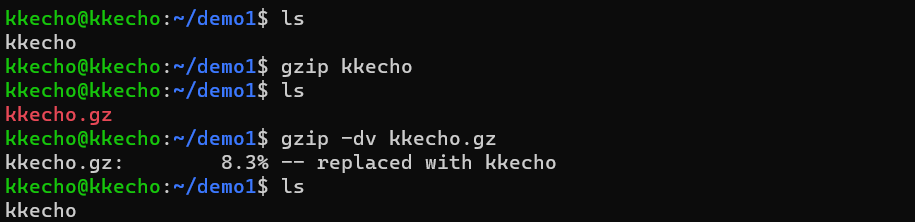 kkecho@kkecho:~/demo1$ ls
kkecho
kkecho@kkecho:~/demo1$ gzip kkecho
kkecho@kkecho:~/demo1$ ls
kkecho.gz
kkecho@kkecho:~/demo1$ gzip -dv kkecho.gz
kkecho.gz:        8.3% -- replaced with kkecho
kkecho@kkecho:~/demo1$ ls
kkecho